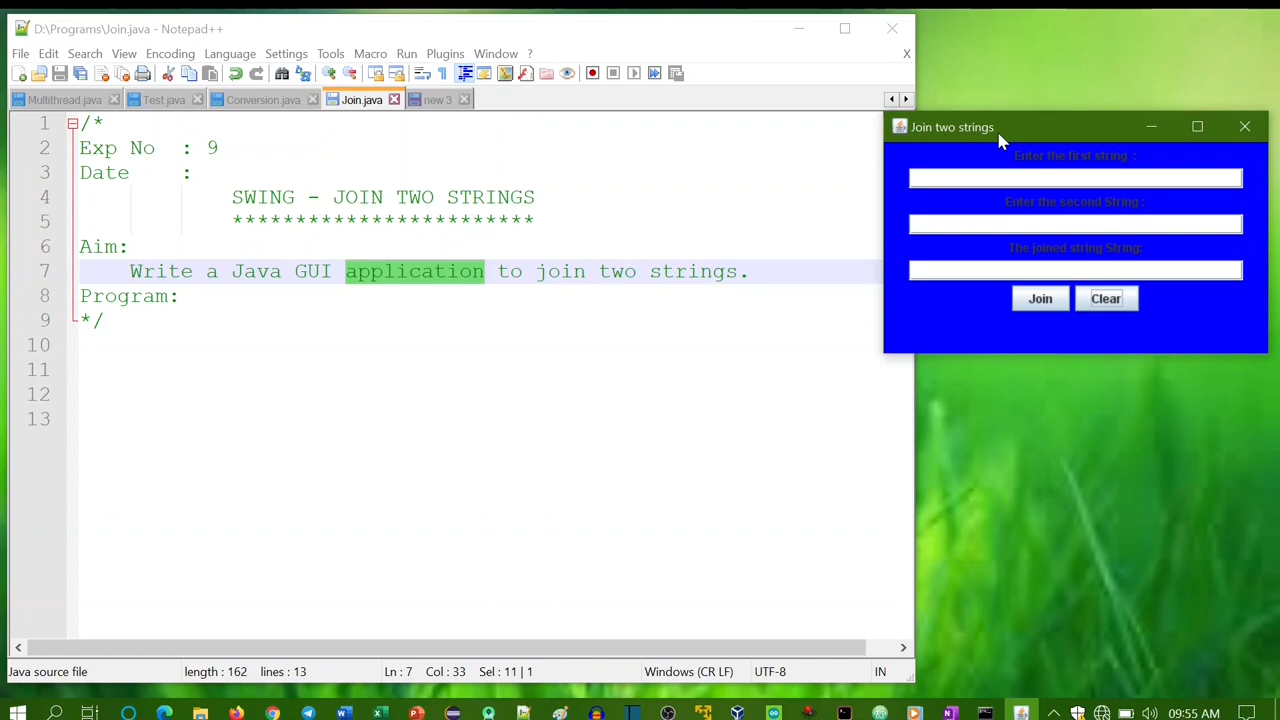 D:\Programs\Join.java - Notepad++
File Edit Search View Encoding Language Settings Tools Macro Run Plugins Window ? X
Multithread.java Test.java Conversion.java Join.java new 3
1 /*
2 Exp No : 9
3 Date :
4 SWING - JOIN TWO STRINGS
5 ************************
6 Aim:
7 Write a Java GUI application to join two strings.
8 Program:
9 */
10
11
12
13
Java source file length : 162 lines : 13 Ln : 7 Col : 33 Sel : 11 | 1 Windows (CR LF) UTF-8 IN
Join two strings
Enter the first string :
Enter the second String :
The joined string String:
Join Clear
09:55 AM